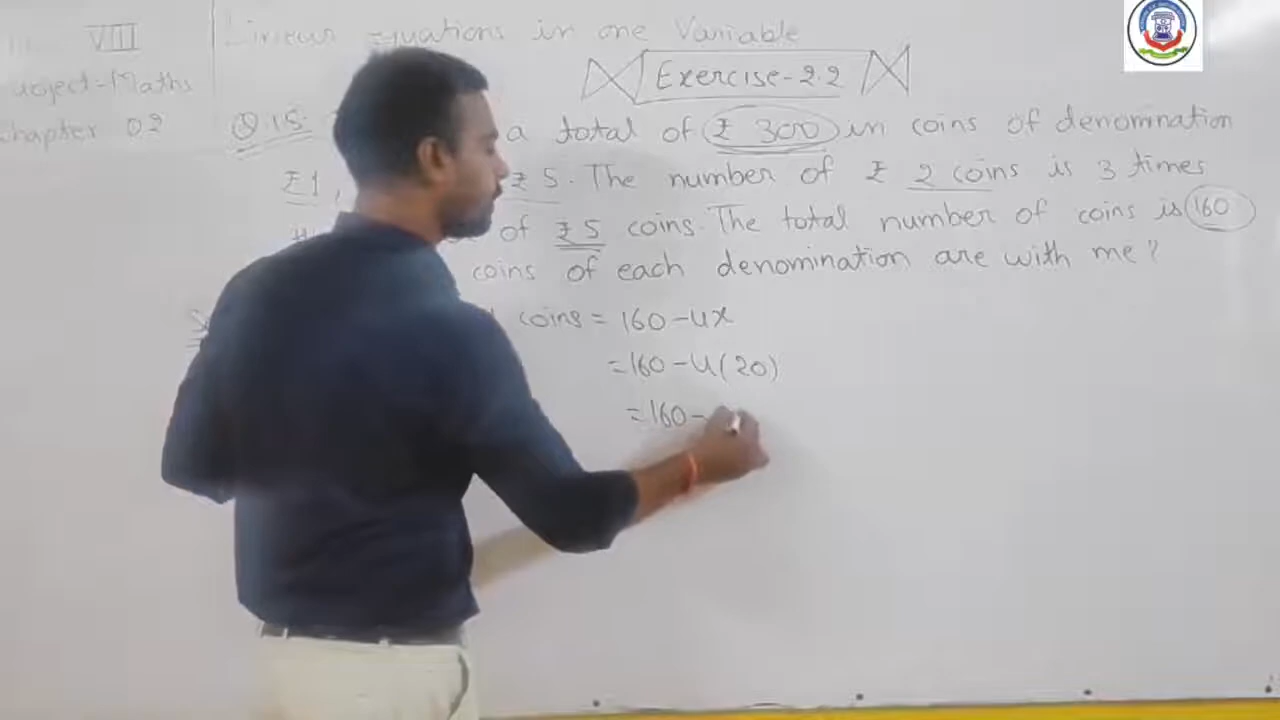 VIII Linear Equations in one Variable
Exercise-2.2
ubject-Maths
Chapter 02
Q.15 a total of ₹ 300 in coins of denomination
₹1, ₹5. The number of ₹ 2 coins is 3 times
of ₹5 coins. The total number of coins is 160
coins of each denomination are with me?
coins = 160-4x
=160-4(20)
=160-